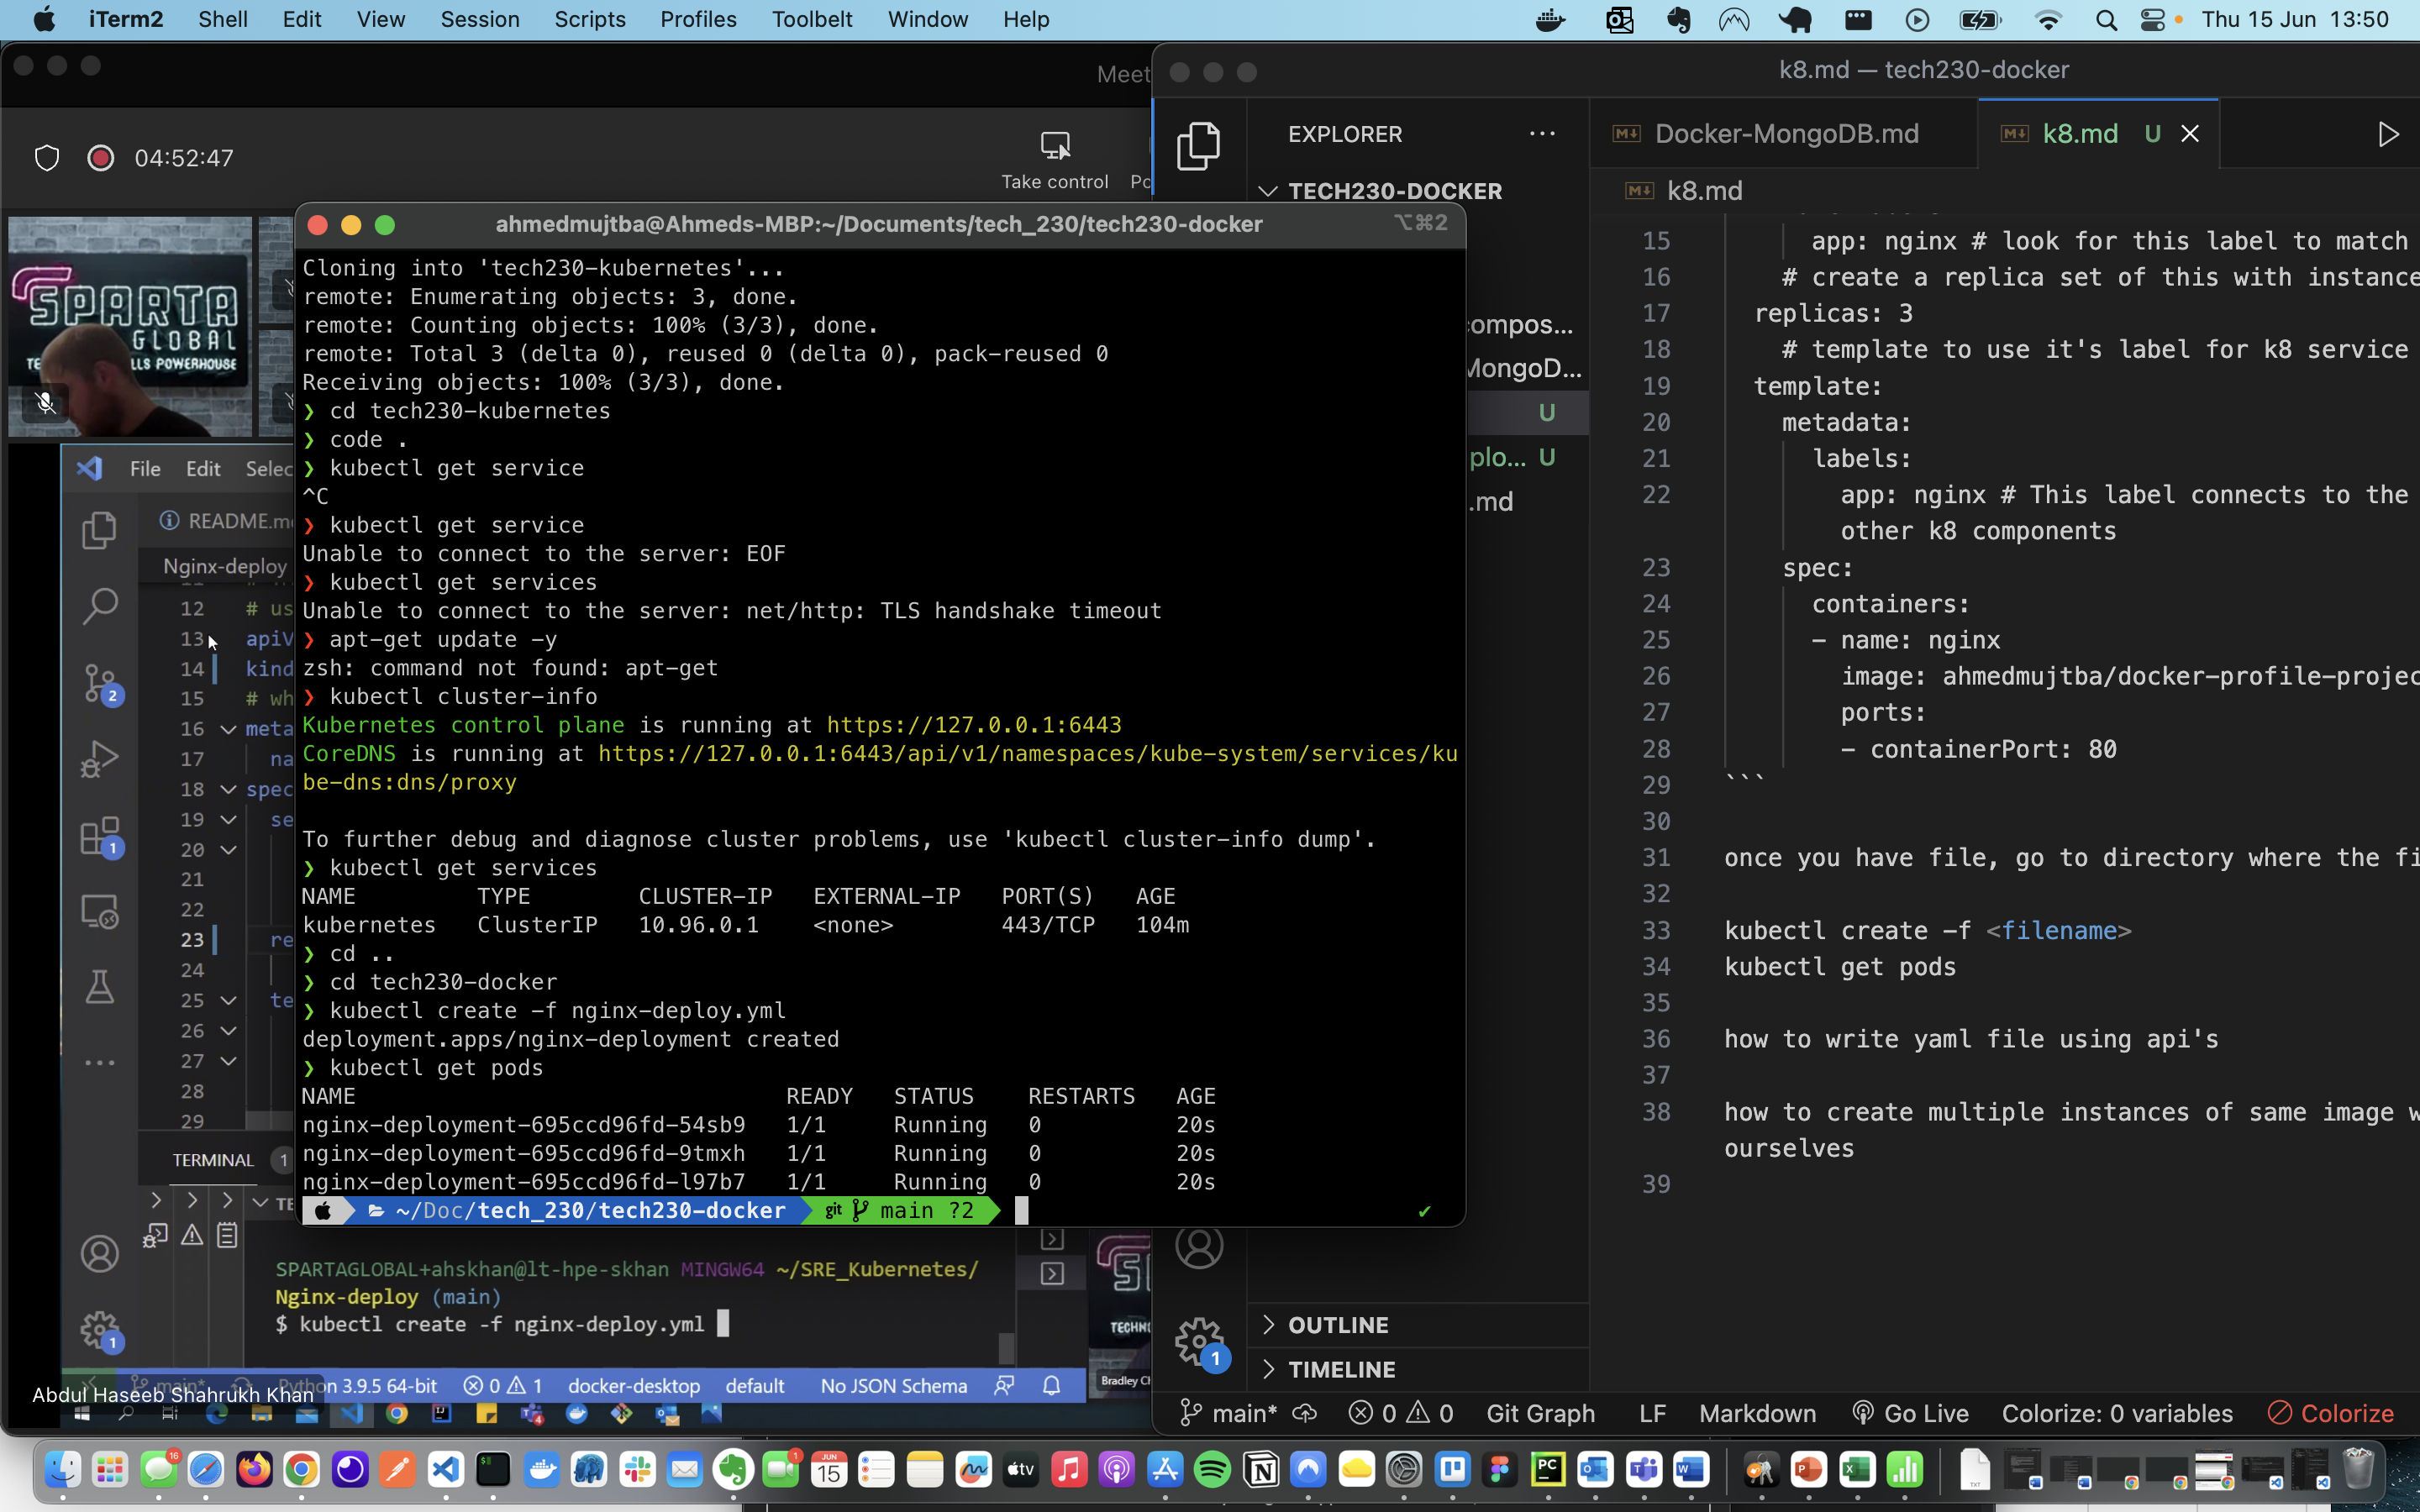 iTerm2 Shell Edit View Session Scripts Profiles Toolbelt Window Help Thu 15 Jun 13:50
Meet
04:52:47
Take control
SPARTA
GLOBAL
ahmedmujtba@Ahmeds-MBP:~/Documents/tech_230/tech230-docker ⌥⌘2
Cloning into 'tech230-kubernetes'...
remote: Enumerating objects: 3, done.
remote: Counting objects: 100% (3/3), done.
remote: Total 3 (delta 0), reused 0 (delta 0), pack-reused 0
Receiving objects: 100% (3/3), done.
❯ cd tech230-kubernetes
❯ code .
❯ kubectl get service
^C
❯ kubectl get service
Unable to connect to the server: EOF
❯ kubectl get services
Unable to connect to the server: net/http: TLS handshake timeout
❯ apt-get update -y
zsh: command not found: apt-get
❯ kubectl cluster-info
Kubernetes control plane is running at https://127.0.0.1:6443
CoreDNS is running at https://127.0.0.1:6443/api/v1/namespaces/kube-system/services/ku
be-dns:dns/proxy
To further debug and diagnose cluster problems, use 'kubectl cluster-info dump'.
❯ kubectl get services
NAME TYPE CLUSTER-IP EXTERNAL-IP PORT(S) AGE
kubernetes ClusterIP 10.96.0.1 <none> 443/TCP 104m
❯ cd ..
❯ cd tech230-docker
❯ kubectl create -f nginx-deploy.yml
deployment.apps/nginx-deployment created
❯ kubectl get pods
NAME READY STATUS RESTARTS AGE
nginx-deployment-695ccd96fd-54sb9 1/1 Running 0 20s
nginx-deployment-695ccd96fd-9tmxh 1/1 Running 0 20s
nginx-deployment-695ccd96fd-l97b7 1/1 Running 0 20s
~/Doc/tech_230/tech230-docker git main ?2 ✔
File Edit Selec
README.m
Nginx-deploy
12 # us
13 apiV
14 kind
15 # wh
16 meta
17 na
18 spec
19 se
20
21
22
23 re
24
25 te
26
27
28
29
TERMINAL 1
TE
SPARTAGLOBAL+ahskhan@lt-hpe-skhan MINGW64 ~/SRE_Kubernetes/
Nginx-deploy (main)
$ kubectl create -f nginx-deploy.yml
main* Python 3.9.5 64-bit 0 1 docker-desktop default No JSON Schema
Abdul Haseeb Shahrukh Khan
Bradley C
k8.md — tech230-docker
EXPLORER ...
TECH230-DOCKER
compos...
MongoD...
U
plo... U
.md
OUTLINE
TIMELINE
Docker-MongoDB.md k8.md U
k8.md
15 app: nginx # look for this label to match
16 # create a replica set of this with instance
17 replicas: 3
18 # template to use it's label for k8 service
19 template:
20 metadata:
21 labels:
22 app: nginx # This label connects to the
other k8 components
23 spec:
24 containers:
25 - name: nginx
26 image: ahmedmujtba/docker-profile-projec
27 ports:
28 - containerPort: 80
29 ```
30
31 once you have file, go to directory where the fi
32
33 kubectl create -f <filename>
34 kubectl get pods
35
36 how to write yaml file using api's
37
38 how to create multiple instances of same image w
ourselves
39
main* 0 0 Git Graph LF Markdown Go Live Colorize: 0 variables Colorize